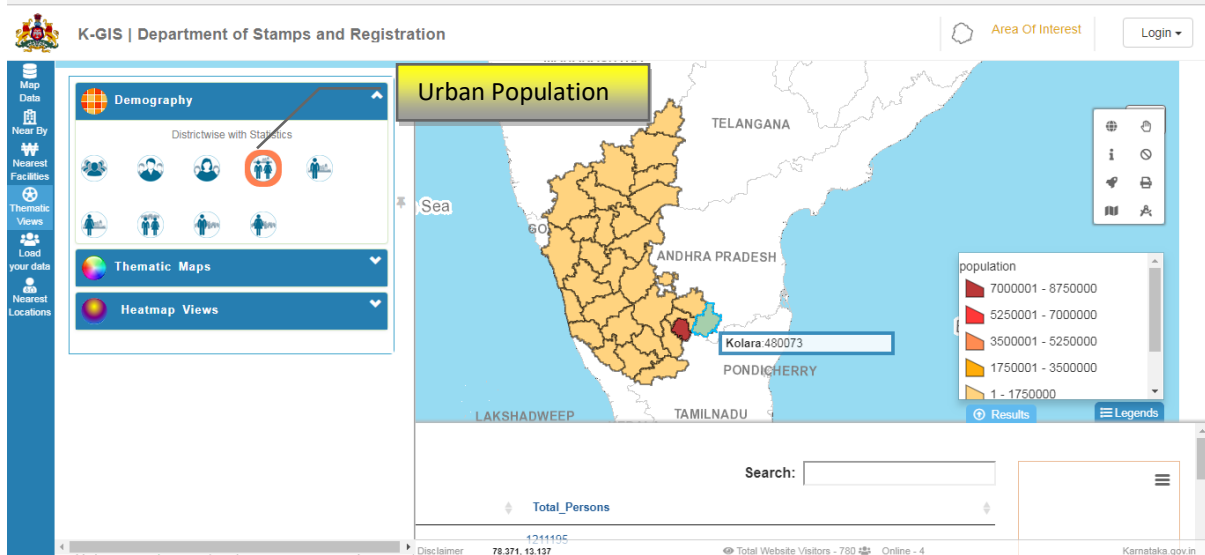 K-GIS | Department of Stamps and Registration
Area Of Interest
Login
Map
Data
Near By
Nearest
Facilities
Thematic
Views
Load
your data
Nearest
Locations
Demography
Districtwise with Statistics
Thematic Maps
Heatmap Views
Urban Population
TELANGANA
Sea
GO
ANDHRA PRADESH
Kolara:480073
PONDICHERRY
LAKSHADWEEP
TAMILNADU
population
7000001 - 8750000
5250001 - 7000000
3500001 - 5250000
1750001 - 3500000
1 - 1750000
Results
Legends
Search:
Total_Persons
1211195
Disclaimer
78.371, 13.137
Total Website Visitors - 780
Online - 4
Karnataka.gov.in